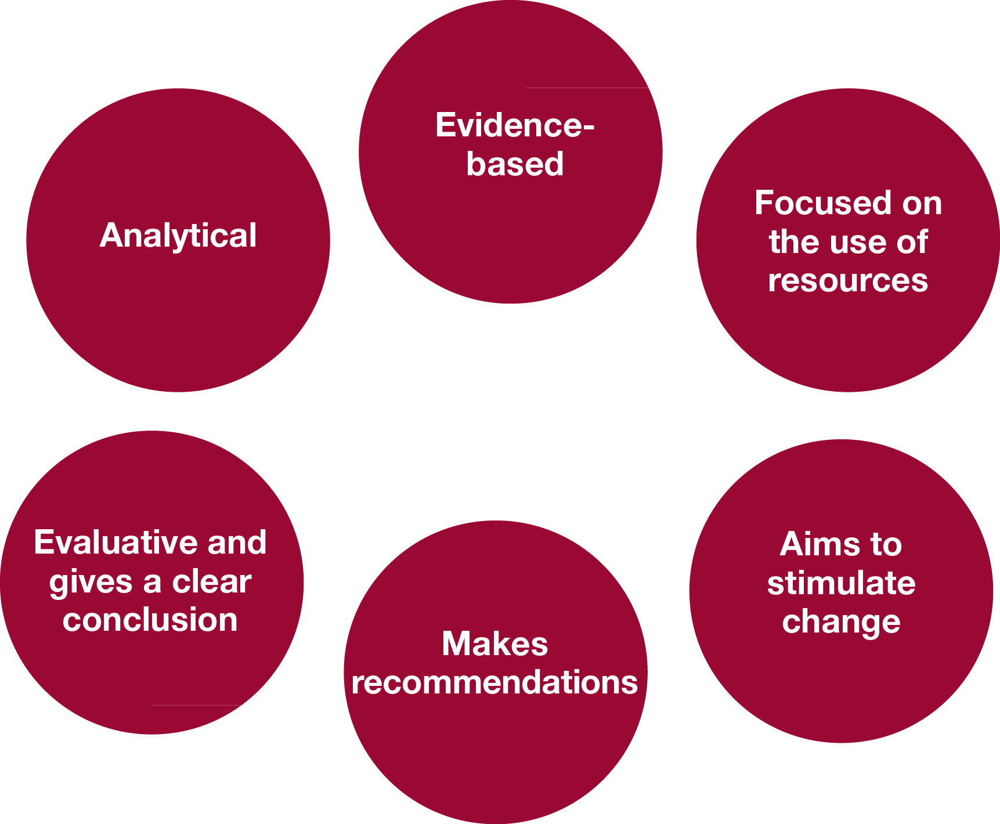 Analytical
Evidence-
based
Focused on
the use of
resources
Evaluative and
gives a clear
conclusion
Makes
recommendations
Aims to
stimulate
change